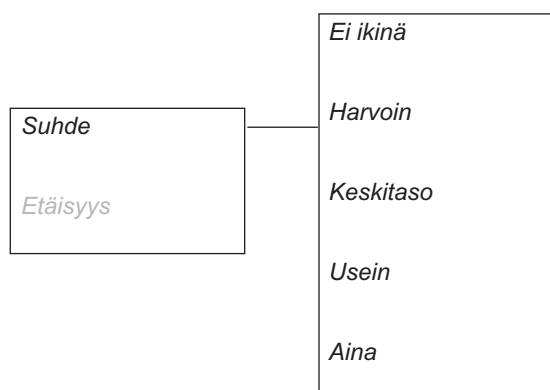 Suhde
Etäisyys
Ei ikinä
Harvoin
Keskitaso
Usein
Aina